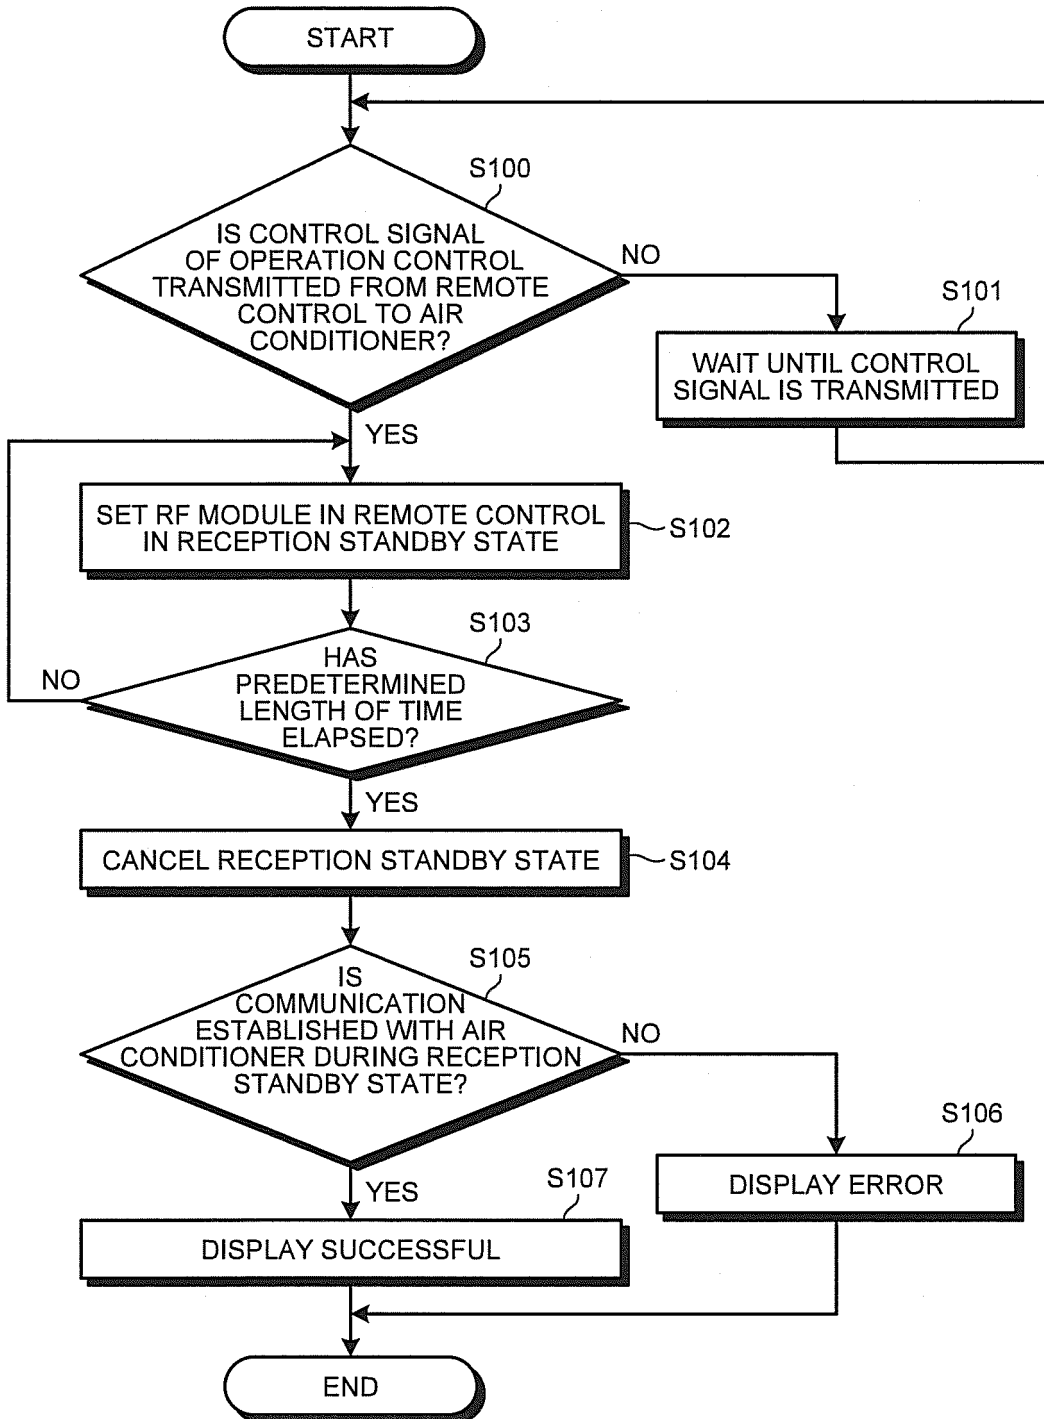 START
S100
IS CONTROL SIGNAL
OF OPERATION CONTROL
TRANSMITTED FROM REMOTE
CONTROL TO AIR
CONDITIONER?
NO
S101
WAIT UNTIL CONTROL
SIGNAL IS TRANSMITTED
YES
SET RF MODULE IN REMOTE CONTROL
IN RECEPTION STANDBY STATE
S102
S103
HAS
PREDETERMINED
LENGTH OF TIME
ELAPSED?
NO
YES
CANCEL RECEPTION STANDBY STATE
S104
S105
IS
COMMUNICATION
ESTABLISHED WITH AIR
CONDITIONER DURING RECEPTION
STANDBY STATE?
NO
S106
DISPLAY ERROR
YES
S107
DISPLAY SUCCESSFUL
END